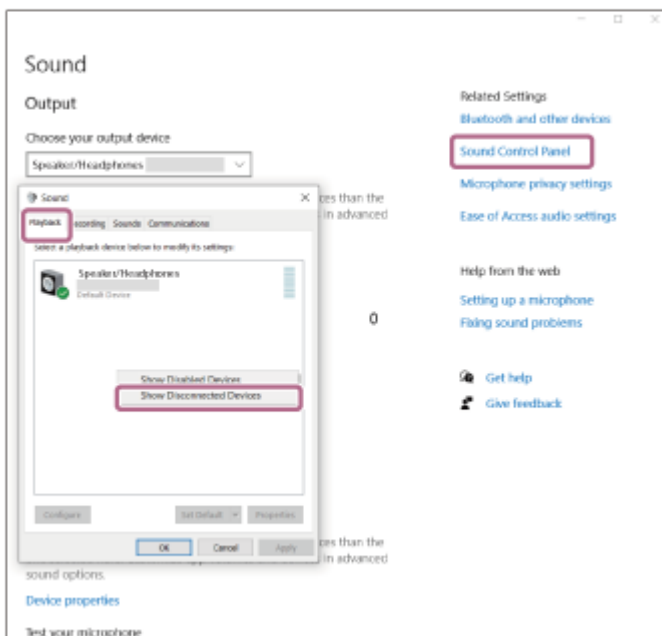 Sound
Output
Choose your output device
Speaker/Headphones
Sound
Playback
ecording
Sounds
Communications
Select a playback device below to modify its settings:
Speaker/Headphones
Default Device
Show Disabled Devices
Show Disconnected Devices
Configure
Set Default
Properties
OK
Cancel
Apply
ces than the
in advanced
0
ces than the
in advanced
sound options.
Device properties
Test your microphone
Related Settings
Bluetooth and other devices
Sound Control Panel
Microphone privacy settings
Ease of Access audio settings
Help from the web
Setting up a microphone
Fixing sound problems
Get help
Give feedback